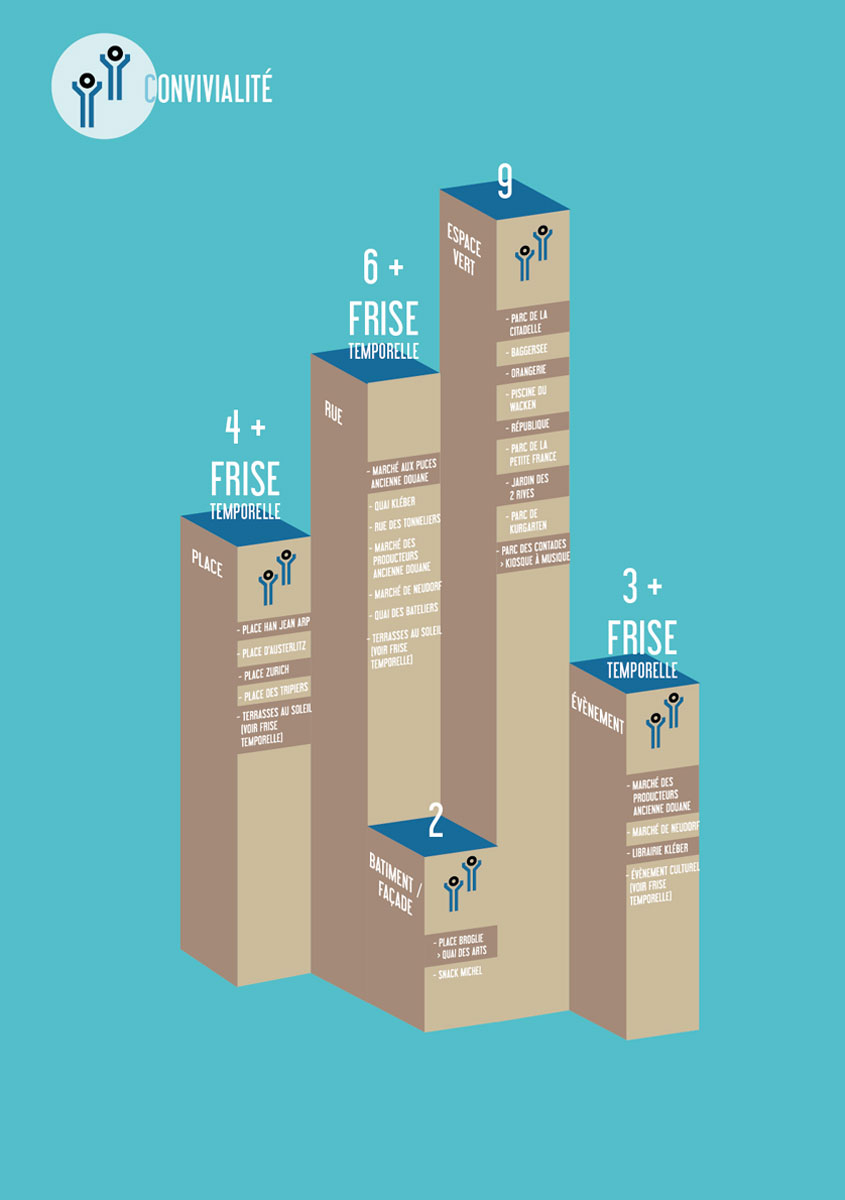 CONVIVIALITÉ
9
ESPACE
VERT
- PARC DE LA
CITADELLE
- BAGGERSEE
- ORANGERIE
- PISCINE DU
WACKEN
- RÉPUBLIQUE
- PARC DE LA
PETITE FRANCE
- JARDIN DES
2 RIVES
- PARC DE
KURGARTEN
- PARC DES CONTADES
> KIOSQUE À MUSIQUE
6 +
FRISE
TEMPORELLE
RUE
- MARCHÉ AUX PUCES
ANCIENNE DOUANE
- QUAI KLÉBER
- RUE DES TONNELIERS
- MARCHÉ DES
PRODUCTEURS
ANCIENNE DOUANE
- MARCHÉ DE NEUDORF
- QUAI DES BATELIERS
- TERRASSES AU SOLEIL
(VOIR FRISE
TEMPORELLE)
4 +
FRISE
TEMPORELLE
PLACE
- PLACE HAN JEAN ARP
- PLACE D'AUSTERLITZ
- PLACE ZURICH
- PLACE DES TRIPIERS
- TERRASSES AU SOLEIL
(VOIR FRISE
TEMPORELLE)
3 +
FRISE
TEMPORELLE
ÉVÈNEMENT
- MARCHÉ DES
PRODUCTEURS
ANCIENNE DOUANE
- MARCHÉ DE NEUDORF
- LIBRAIRIE KLÉBER
- ÉVÈNEMENT CULTUREL
(VOIR FRISE
TEMPORELLE)
2
BATIMENT /
FAÇADE
- PLACE BROGLIE
> QUAI DES ARTS
- SNACK MICHEL